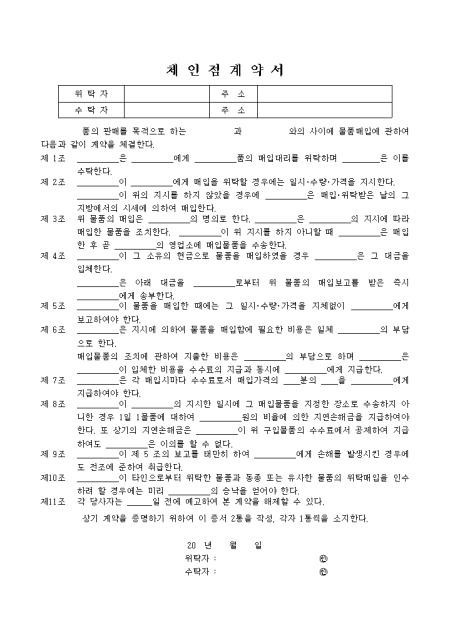 체 인 점 계 약 서
위 탁 자 주 소
수 탁 자 주 소
품의 판매를 목적으로 하는 과 와의 사이에 물품매입에 관하여
다음과 같이 계약을 체결한다.
제 1조 ________은 ________에게 ________품의 매입대리를 위탁하며 ________은 이를
수탁한다.
제 2조 ________이 ________에게 매입을 위탁할 경우에는 일시·수량·가격을 지시한다.
________이 위의 지시를 하지 않았을 경우에 ________은 매입·위탁받은 날의 그
지방에서의 시세에 의하여 매입한다.
제 3조 위 물품의 매입은 ________의 명의로 한다. ________은 ________의 지시에 따라
매입한 물품을 조치한다. ________이 위 지시를 하지 아니할 때 ________은 매입
한 후 곧 ________의 영업소에 매입물품을 수송한다.
제 4조 ________이 그 소유의 현금으로 물품을 매입하였을 경우 ________은 그 대금을
입체한다.
________은 아래 대금을 ________로부터 위 물품의 매입보고를 받은 즉시
________에게 송부한다.
제 5조 ________이 물품을 매입한 때에는 그 일시·수량·가격을 지체없이 ________에게
보고하여야 한다.
제 6조 ________은 지시에 의하여 물품을 매입함에 필요한 비용은 일체 ________의 부담
으로 한다.
매입물품의 조치에 관하여 지출한 비용은 ________의 부담으로 하며 ________은
________이 입체한 비용을 수수료의 지급과 동시에 ________에게 지급한다.
제 7조 ________은 각 매입시마다 수수료로서 매입가격의 ___분의 ___을 ________에게
지급하여야 한다.
제 8조 ________이 ________의 지시한 일시에 그 매입물품을 지정한 장소로 수송하지 아
니한 경우 1일 1물품에 대하여 ________원의 비율에 의한 지연손해금을 지급하여야
한다. 또 상기의 지연손해금은 ________이 위 구입물품의 수수료에서 공제하여 지급
하여도 ________은 이의를 할 수 없다.
제 9조 ________이 제 5 조의 보고를 태만히 하여 ________에게 손해를 발생시킨 경우에
도 전조에 준하여 취급한다.
제10조 ________이 타인으로부터 위탁한 물품과 동종 또는 유사한 물품의 위탁매입을 인수
하려 할 경우에는 미리 ________의 승낙을 얻어야 한다.
제11조 각 당사자는 _____일 전에 예고하여 본 계약을 해제할 수 있다.
상기 계약을 증명하기 위하여 이 증서 2통을 작성, 각자 1통씩을 소지한다.
20 년 월 일
위탁자 : ㊞
수탁자 : ㊞